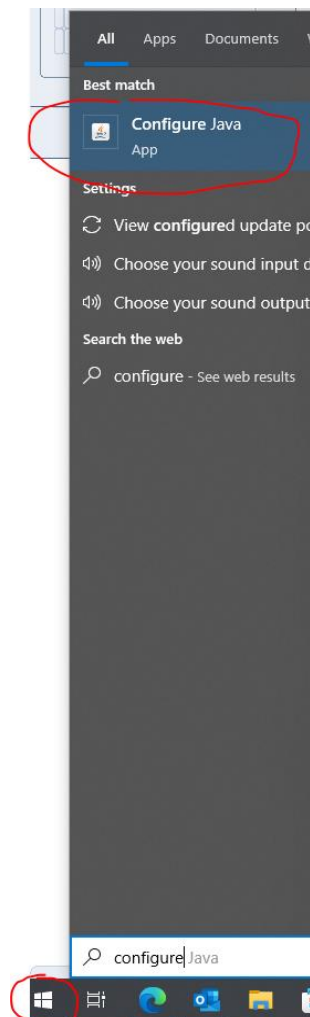 All Apps Documents
Best match
Configure Java
App
Settings
View configured update po
Choose your sound input d
Choose your sound output
Search the web
configure - See web results
configure Java